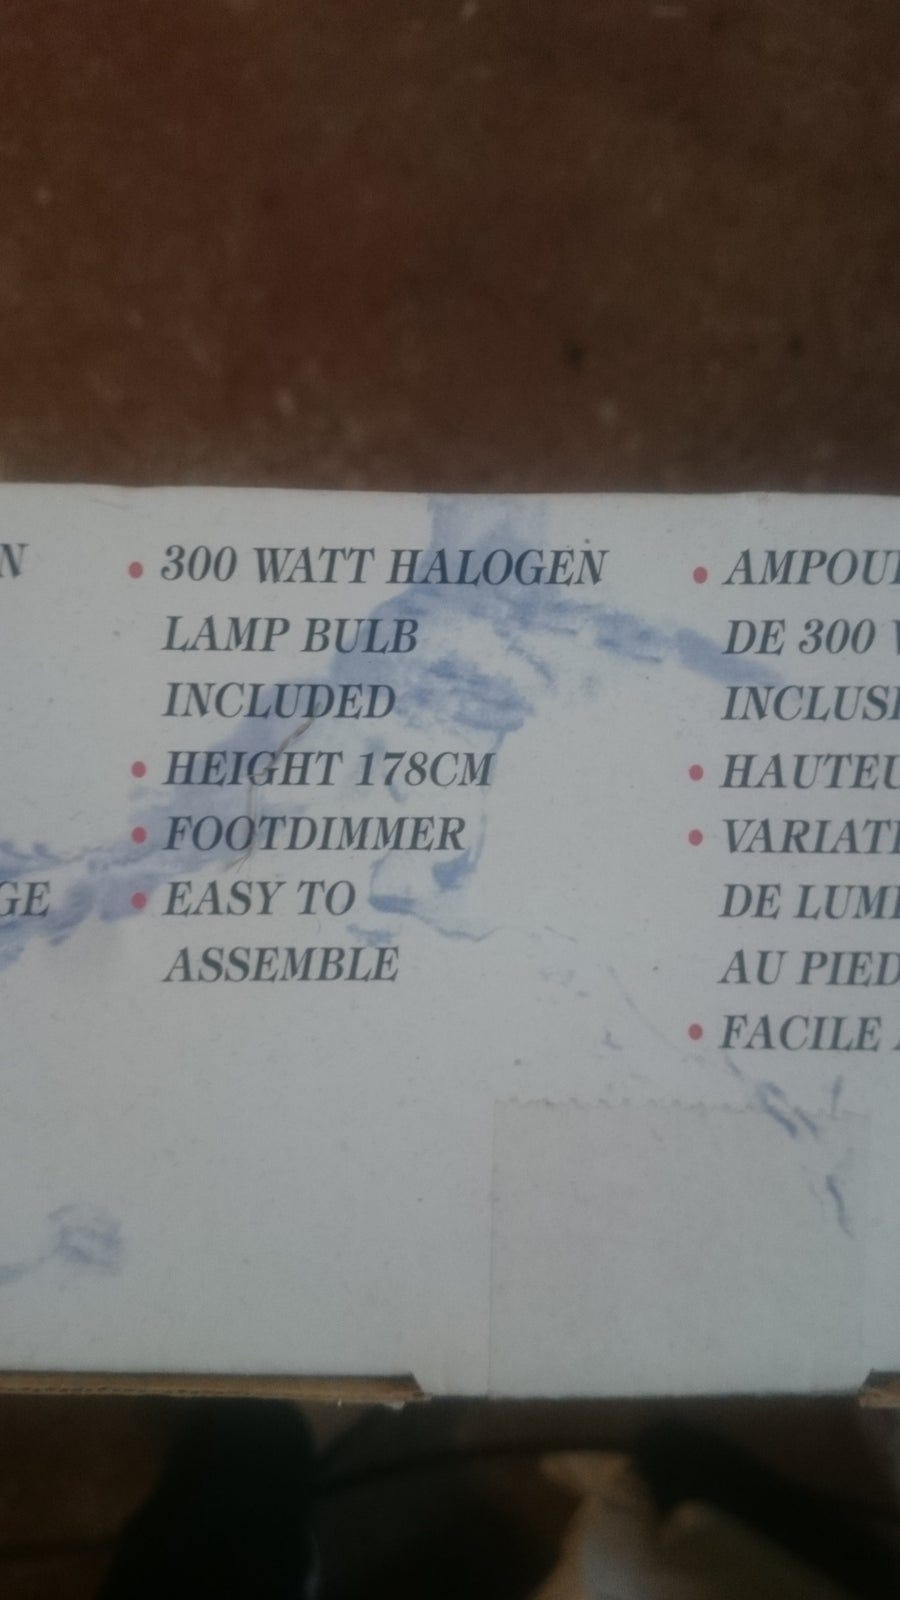 300 WATT HALOGEN
LAMP BULB
INCLUDED
HEIGHT 178CM
FOOTDIMMER
EASY TO
ASSEMBLE
DE 300
DE
AU PIED
FACILE